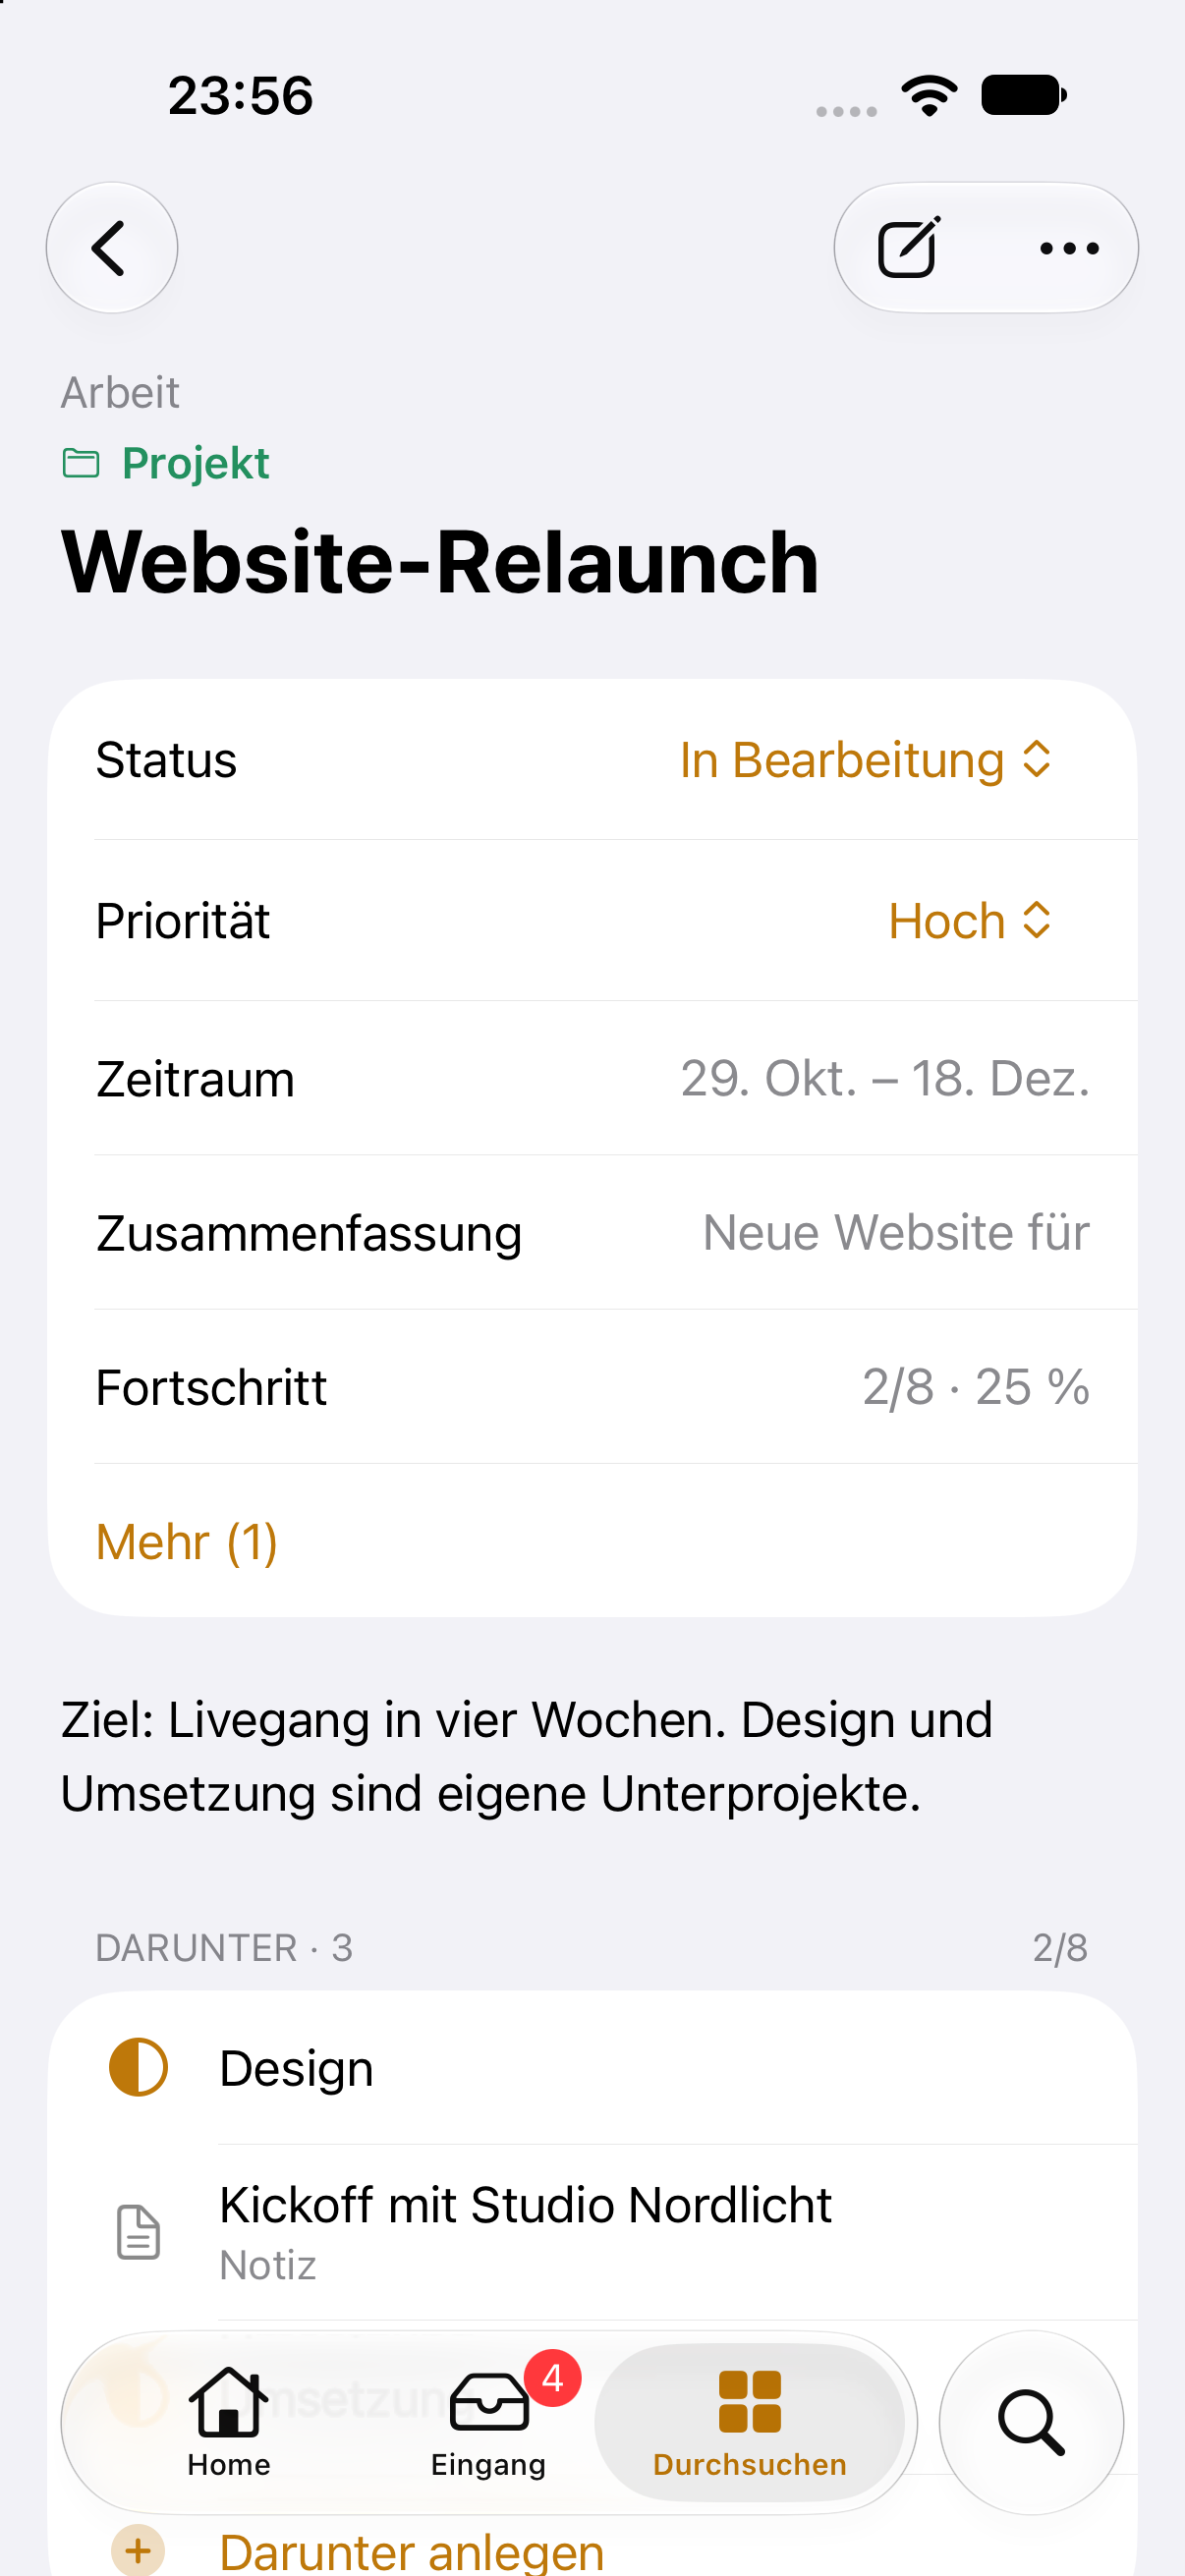 23:56
Arbeit
Projekt
Website-Relaunch
Status In Bearbeitung
Priorität Hoch
Zeitraum 29. Okt. – 18. Dez.
Zusammenfassung Neue Website für
Fortschritt 2/8 · 25 %
Mehr (1)
Ziel: Livegang in vier Wochen. Design und
Umsetzung sind eigene Unterprojekte.
DARUNTER · 3 2/8
Design
Kickoff mit Studio Nordlicht
Notiz
Umsetzung
4
Home Eingang Durchsuchen
Darunter anlegen